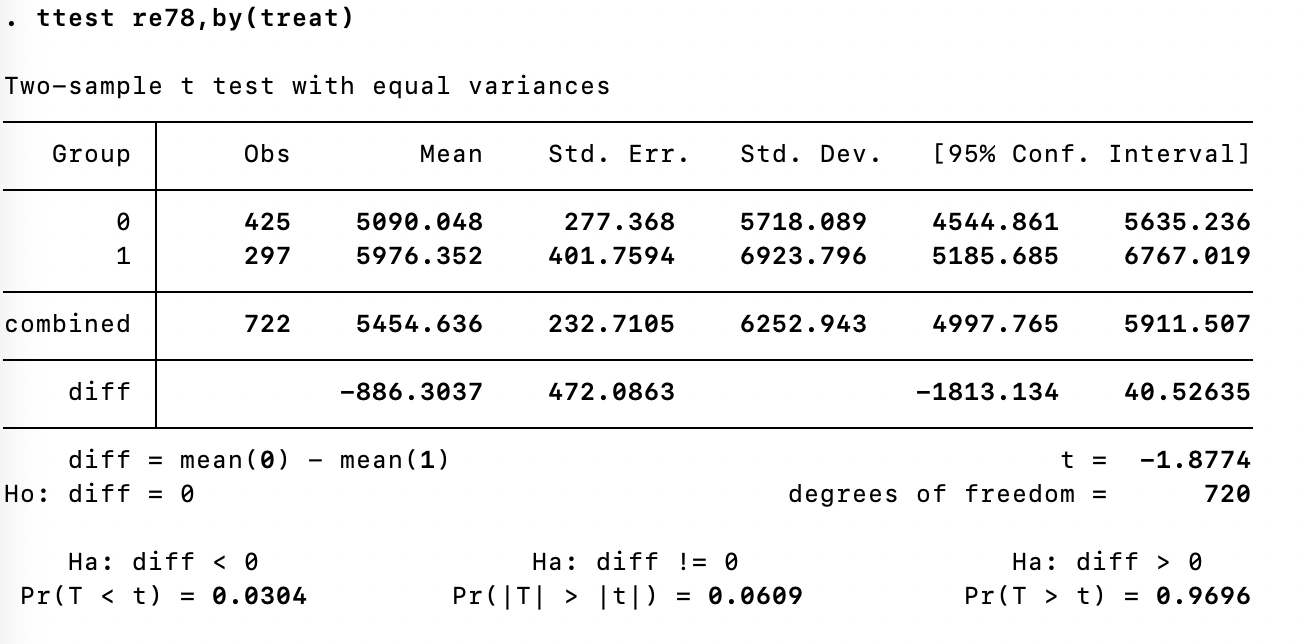 . ttest re78,by(treat)
Two-sample t test with equal variances
Group Obs Mean Std. Err. Std. Dev. [95% Conf. Interval]
0 425 5090.048 277.368 5718.089 4544.861 5635.236
1 297 5976.352 401.7594 6923.796 5185.685 6767.019
combined 722 5454.636 232.7105 6252.943 4997.765 5911.507
diff -886.3037 472.0863 -1813.134 40.52635
diff = mean(0) - mean(1) t = -1.8774
Ho: diff = 0 degrees of freedom = 720
Ha: diff < 0 Ha: diff != 0 Ha: diff > 0
Pr(T < t) = 0.0304 Pr(|T| > |t|) = 0.0609 Pr(T > t) = 0.9696